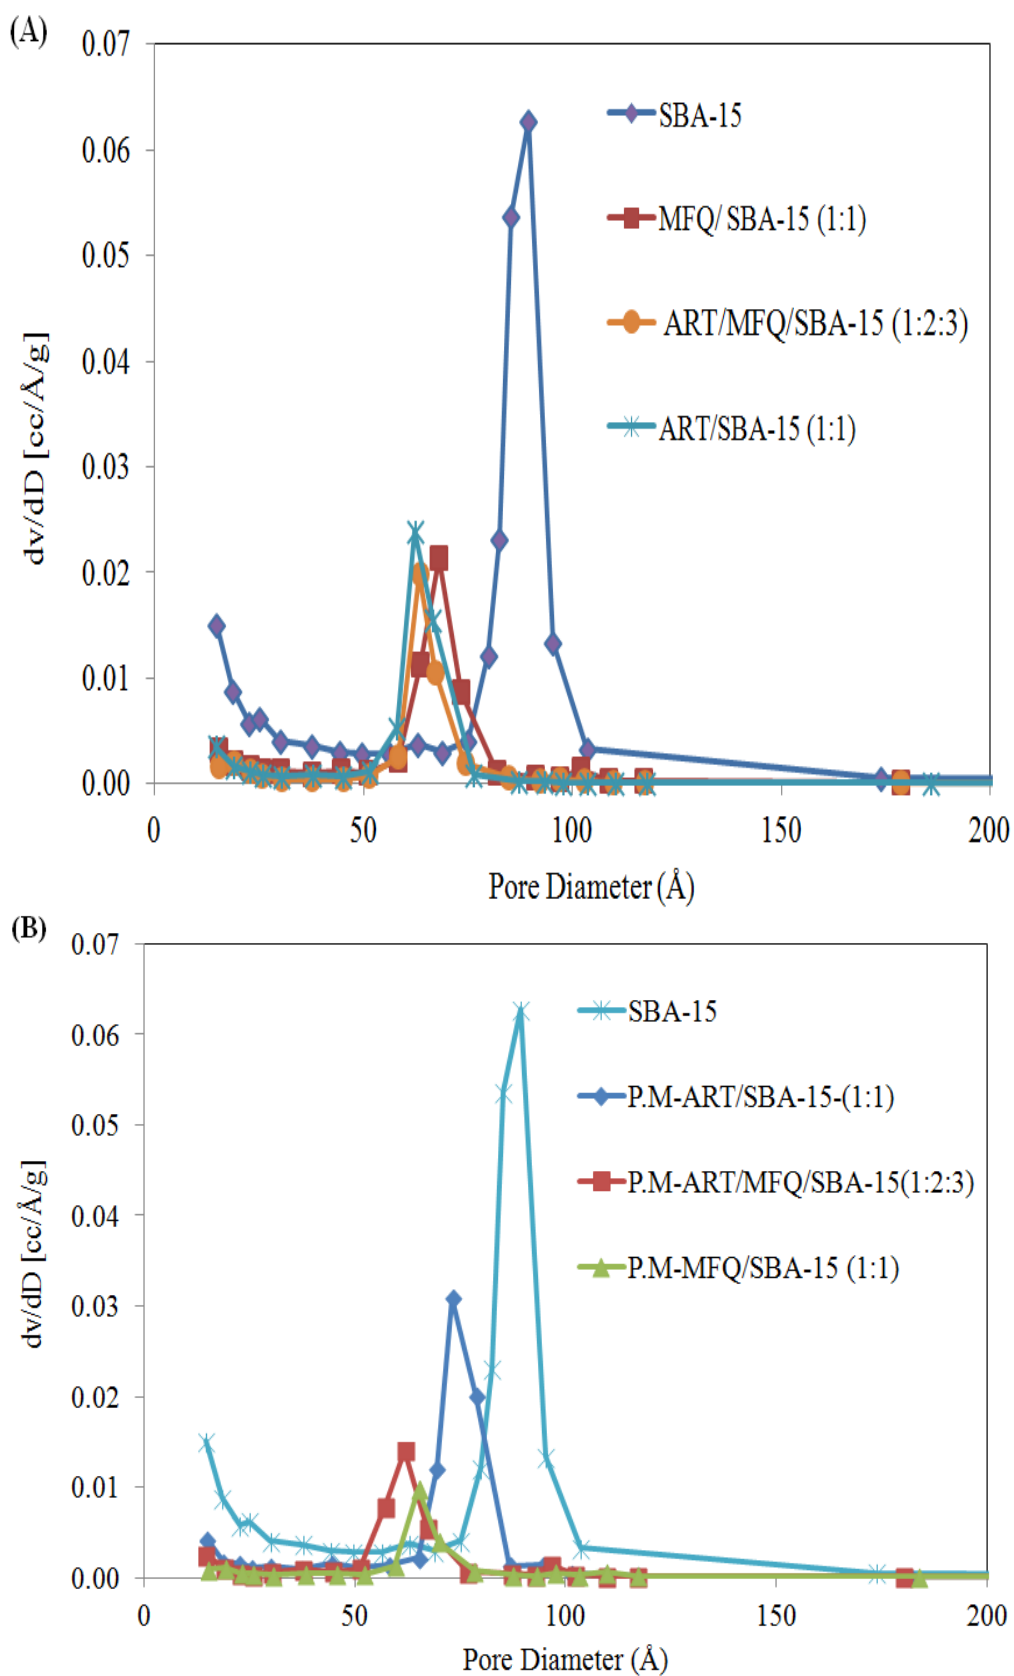 (A)
0.07
0.06
0.05
0.04
0.03
0.02
0.01
0.00
dv/dD [cc/Å/g]
SBA-15
MFQ/ SBA-15 (1:1)
ART/MFQ/SBA-15 (1:2:3)
ART/SBA-15 (1:1)
0 50 100 150 200
Pore Diameter (Å)
(B)
0.07
0.06
0.05
0.04
0.03
0.02
0.01
0.00
dv/dD [cc/Å/g]
SBA-15
P.M-ART/SBA-15-(1:1)
P.M-ART/MFQ/SBA-15(1:2:3)
P.M-MFQ/SBA-15 (1:1)
0 50 100 150 200
Pore Diameter (Å)